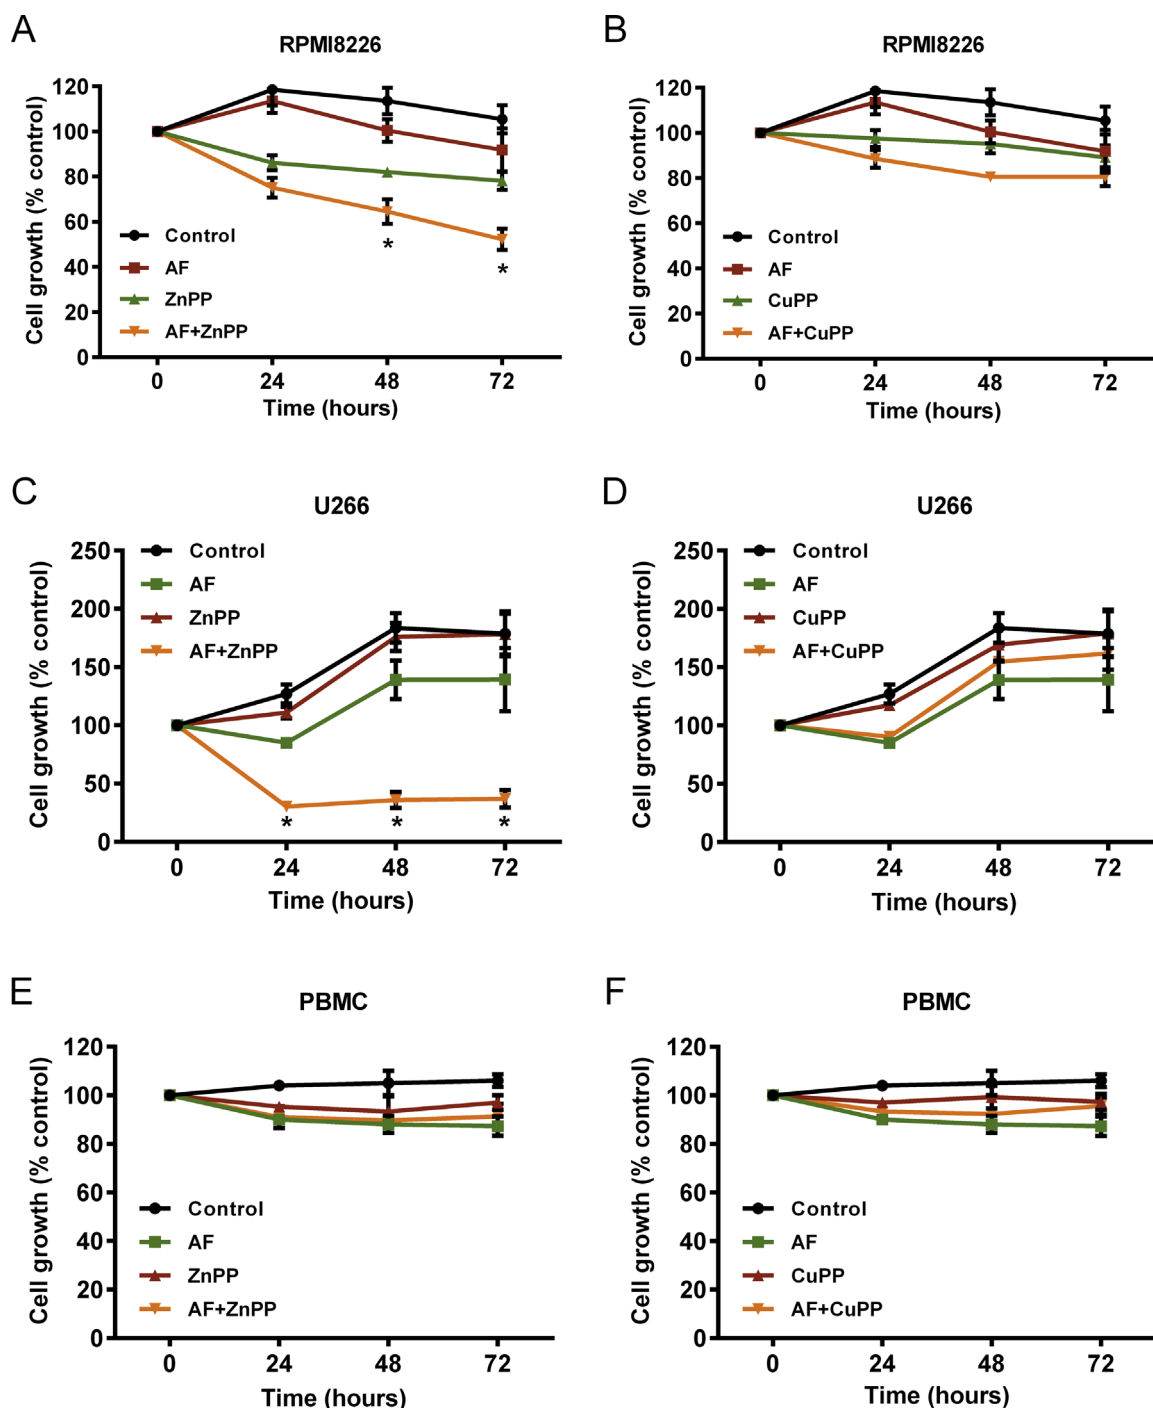 A
RPMI8226
Cell growth (% control)
120
100
80
60
40
20
0
Control
AF
ZnPP
AF+ZnPP
*
*
0 24 48 72
Time (hours)
B
RPMI8226
Cell growth (% control)
120
100
80
60
40
20
0
Control
AF
CuPP
AF+CuPP
0 24 48 72
Time (hours)
C
U266
Cell growth (% control)
250
200
150
100
50
0
Control
AF
ZnPP
AF+ZnPP
* * *
0 24 48 72
Time (hours)
D
U266
Cell growth (% control)
250
200
150
100
50
0
Control
AF
CuPP
AF+CuPP
0 24 48 72
Time (hours)
E
PBMC
Cell growth (% control)
120
100
80
60
40
20
0
Control
AF
ZnPP
AF+ZnPP
0 24 48 72
Time (hours)
F
PBMC
Cell growth (% control)
120
100
80
60
40
20
0
Control
AF
CuPP
AF+CuPP
0 24 48 72
Time (hours)